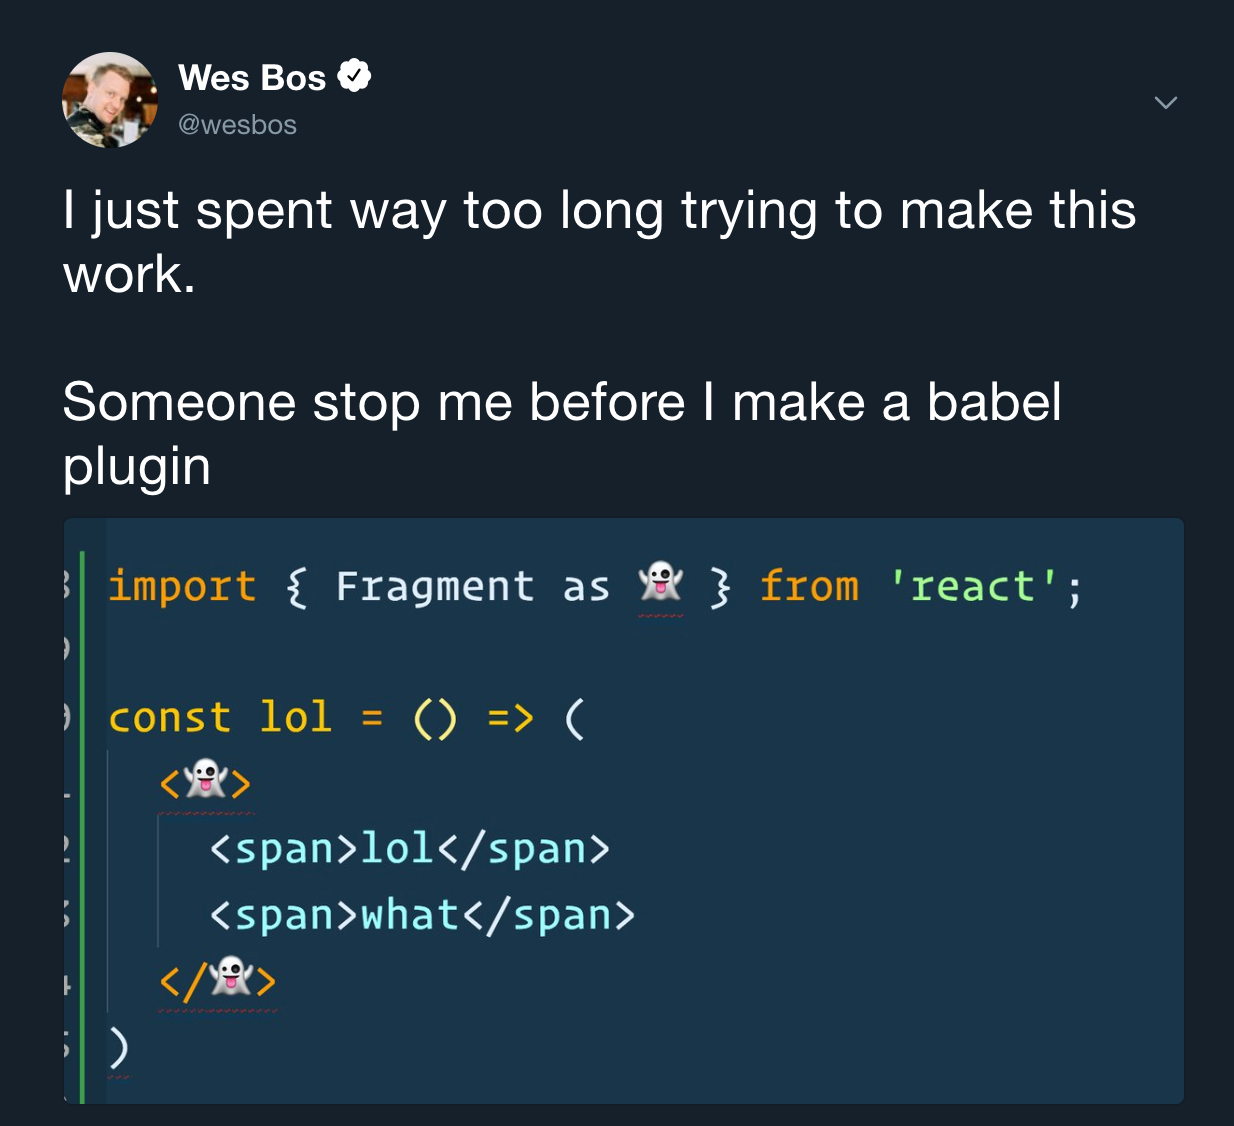 Wes Bos
@wesbos
I just spent way too long trying to make this
work.
Someone stop me before I make a babel
plugin
import { Fragment as 👻 } from 'react';
const lol = () => (
<👻>
<span>lol</span>
<span>what</span>
</👻>
)